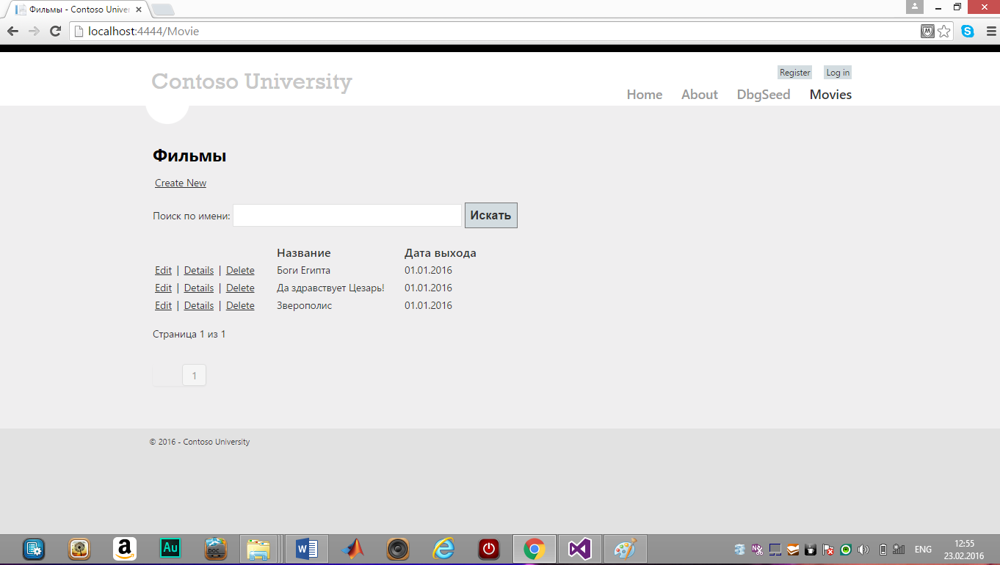 Фильмы - Contoso Univer
localhost:4444/Movie
Register Log in
Contoso University
Home About DbgSeed Movies
Фильмы
Create New
Поиск по имени: Искать
Название Дата выхода
Edit | Details | Delete Боги Египта 01.01.2016
Edit | Details | Delete Да здравствует Цезарь! 01.01.2016
Edit | Details | Delete Зверополис 01.01.2016
Страница 1 из 1
1
© 2016 - Contoso University
a Au DOC W ENG 12:55
23.02.2016